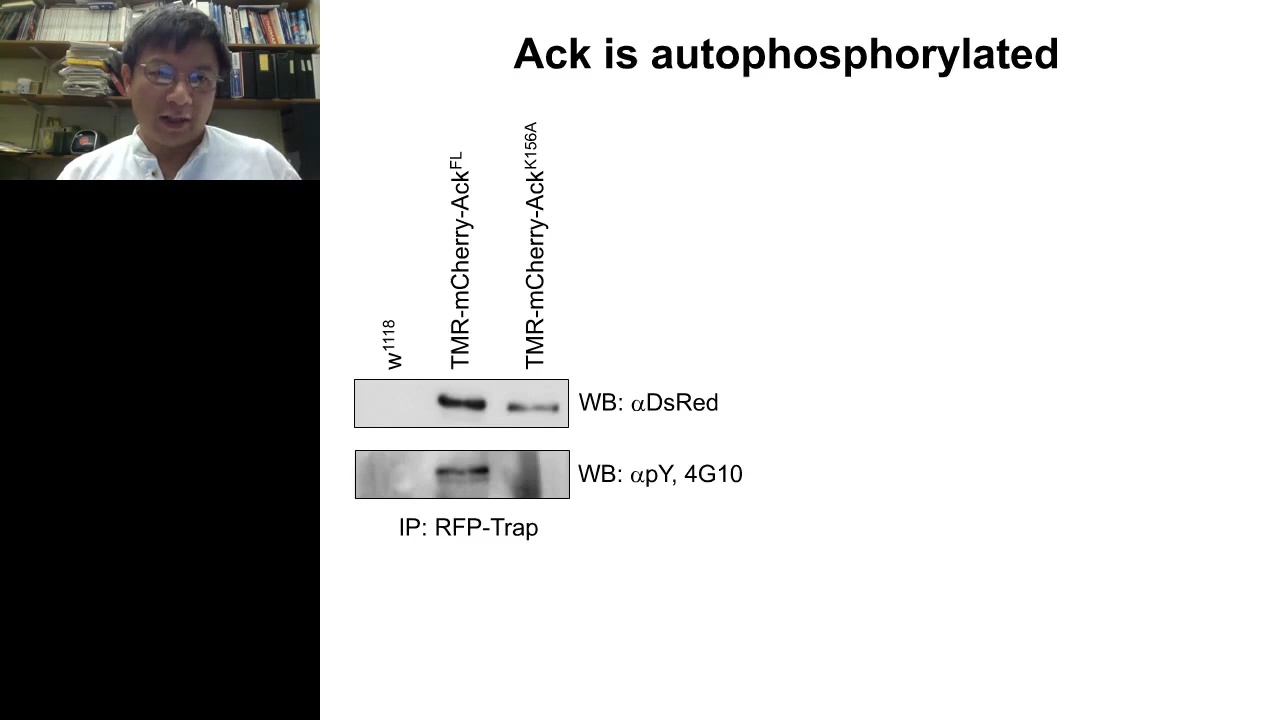 Ack is autophosphorylated
w1118
TMR-mCherry-AckFL
TMR-mCherry-AckK156A
WB: αDsRed
WB: αpY, 4G10
IP: RFP-Trap